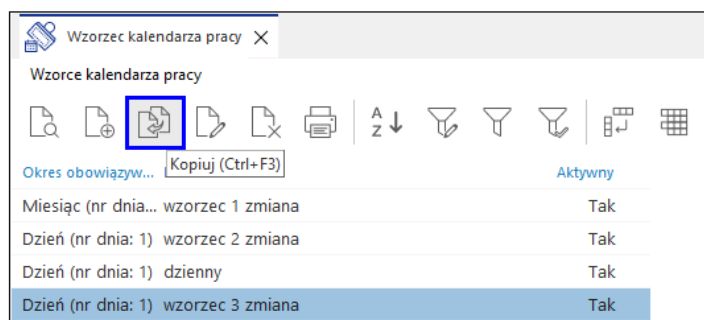 Wzorzec kalendarza pracy
Wzorce kalendarza pracy
A Z
Kopiuj (Ctrl+F3)
Okres obowiązyw... Aktywny
Miesiąc (nr dnia... wzorzec 1 zmiana Tak
Dzień (nr dnia: 1) wzorzec 2 zmiana Tak
Dzień (nr dnia: 1) dzienny Tak
Dzień (nr dnia: 1) wzorzec 3 zmiana Tak